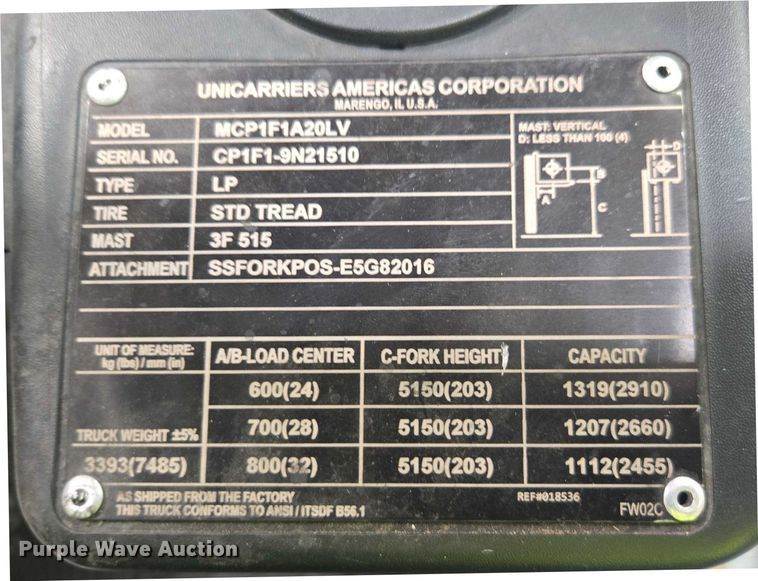 UNICARRIERS AMERICAS CORPORATION
MARENGO, IL U.S.A.
MODEL MCP1F1A20LV
SERIAL NO. CP1F1-9N21510
TYPE LP
TIRE STD TREAD
MAST 3F 515
ATTACHMENT SSFORKPOS-E5G82016
MAST: VERTICAL
D: LESS THAN 100 (4)
D
A
B
C
UNIT OF MEASURE: kg (lbs) / mm (in) A/B-LOAD CENTER C-FORK HEIGHT CAPACITY
600(24) 5150(203) 1319(2910)
TRUCK WEIGHT ±5% 700(28) 5150(203) 1207(2660)
3393(7485) 800(32) 5150(203) 1112(2455)
AS SHIPPED FROM THE FACTORY
THIS TRUCK CONFORMS TO ANSI / ITSDF B56.1
REF#018536
FW02C
Purple Wave Auction